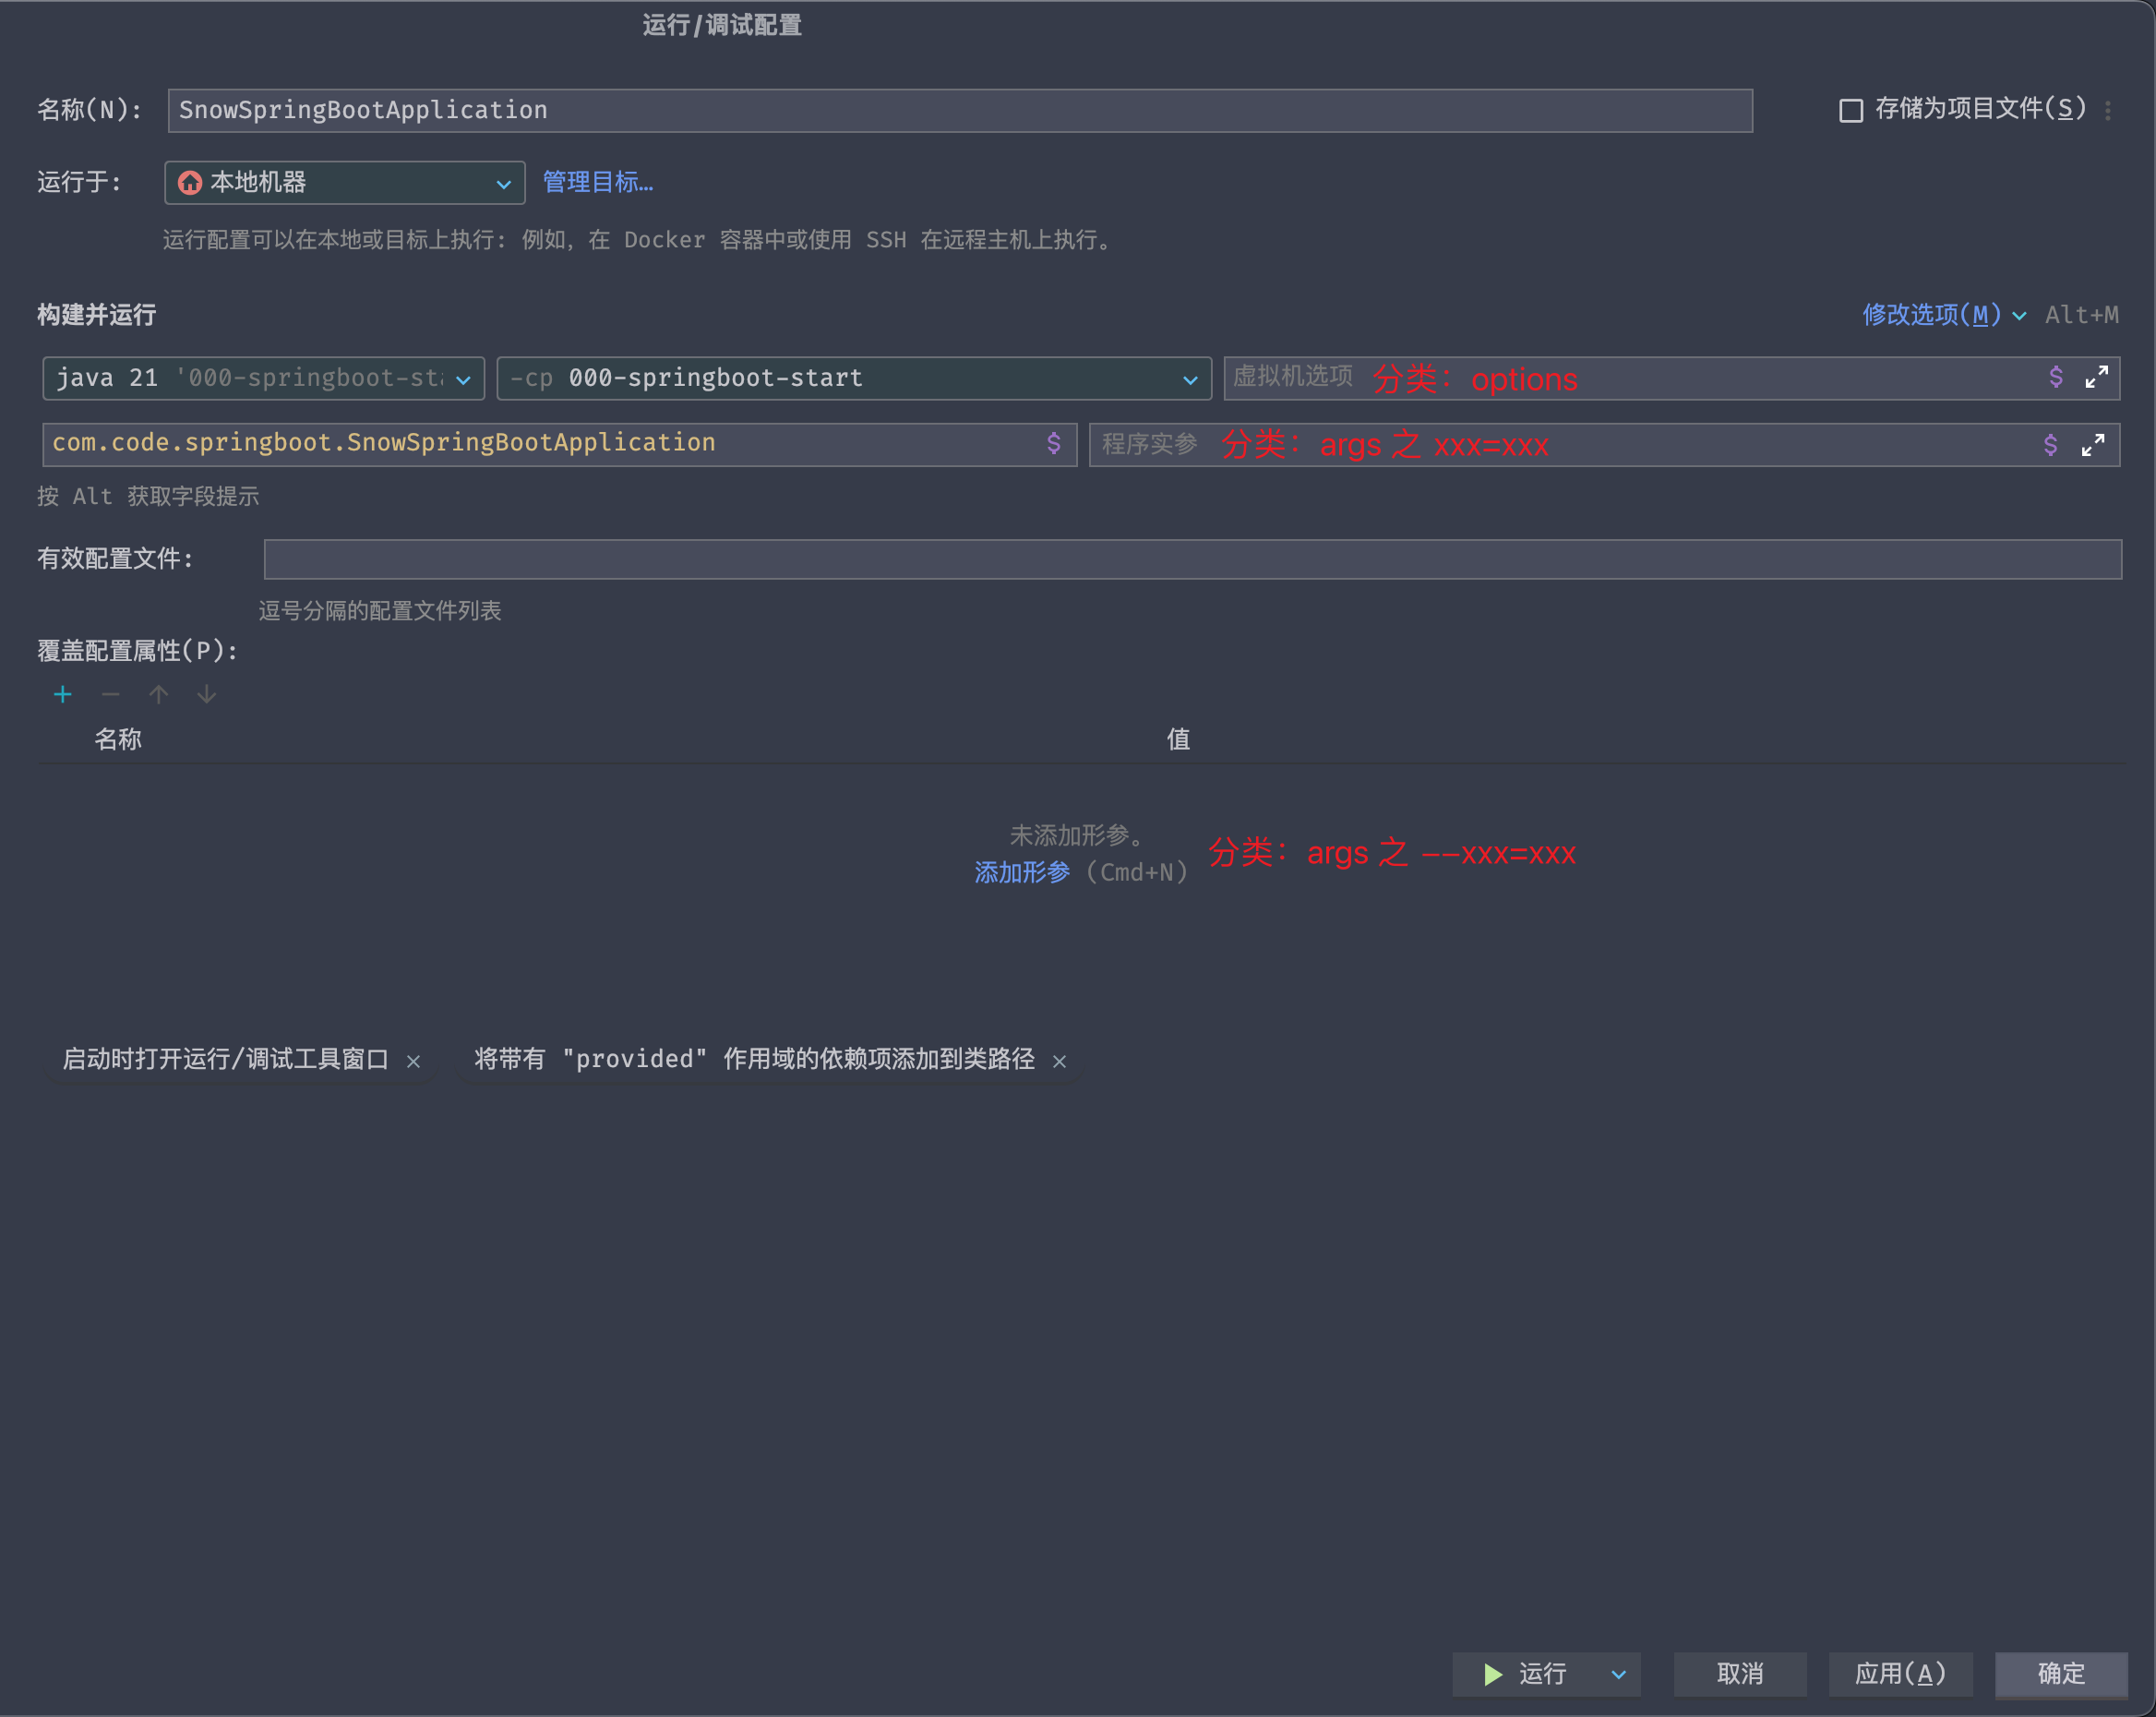 运行/调试配置
名称(N): SnowSpringBootApplication 存储为项目文件(S)
运行于: 本地机器 管理目标...
运行配置可以在本地或目标上执行: 例如, 在 Docker 容器中或使用 SSH 在远程主机上执行。
构建并运行 修改选项(M) Alt+M
java 21 '000-springboot-sta -cp 000-springboot-start 虚拟机选项 分类: options $
com.code.springboot.SnowSpringBootApplication $ 程序实参 分类: args 之 xxx=xxx $
按 Alt 获取字段提示
有效配置文件:
逗号分隔的配置文件列表
覆盖配置属性(P):
名称 值
未添加形参。
添加形参 (Cmd+N) 分类: args 之 --xxx=xxx
启动时打开运行/调试工具窗口 × 将带有 "provided" 作用域的依赖项添加到类路径 ×
运行 取消 应用(A) 确定